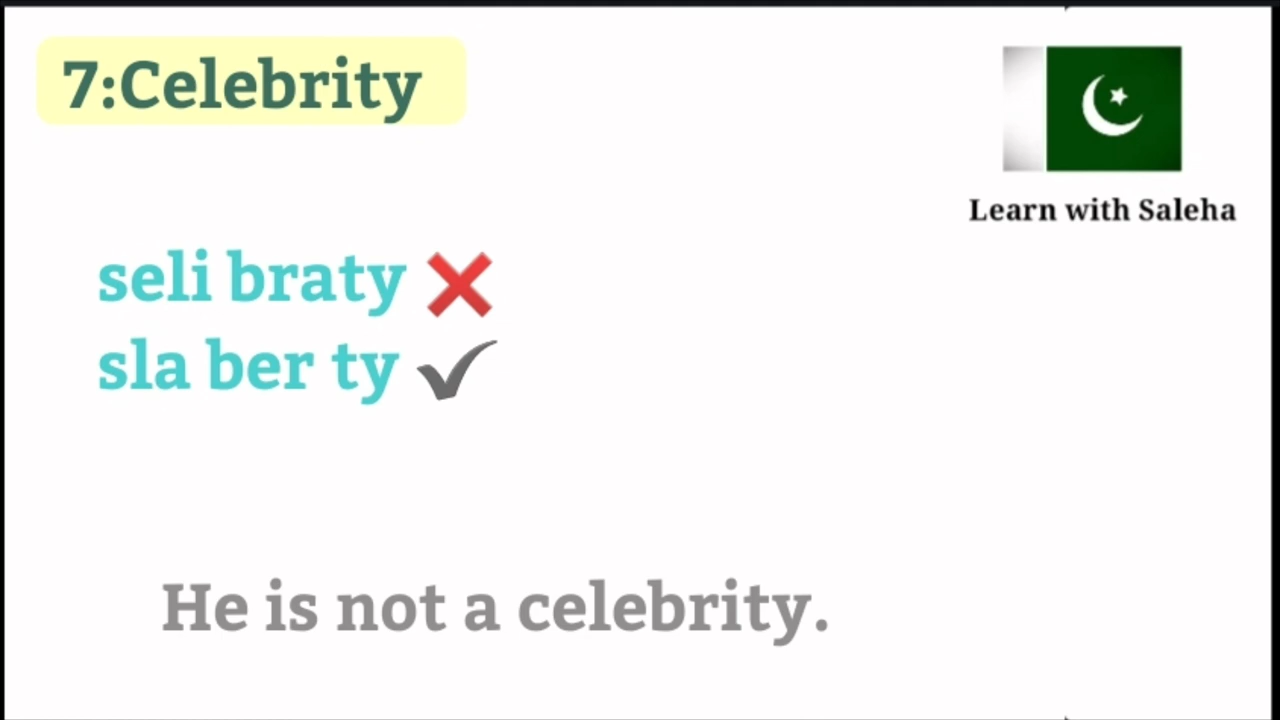 7:Celebrity
Learn with Saleha
seli braty
sla ber ty
He is not a celebrity.